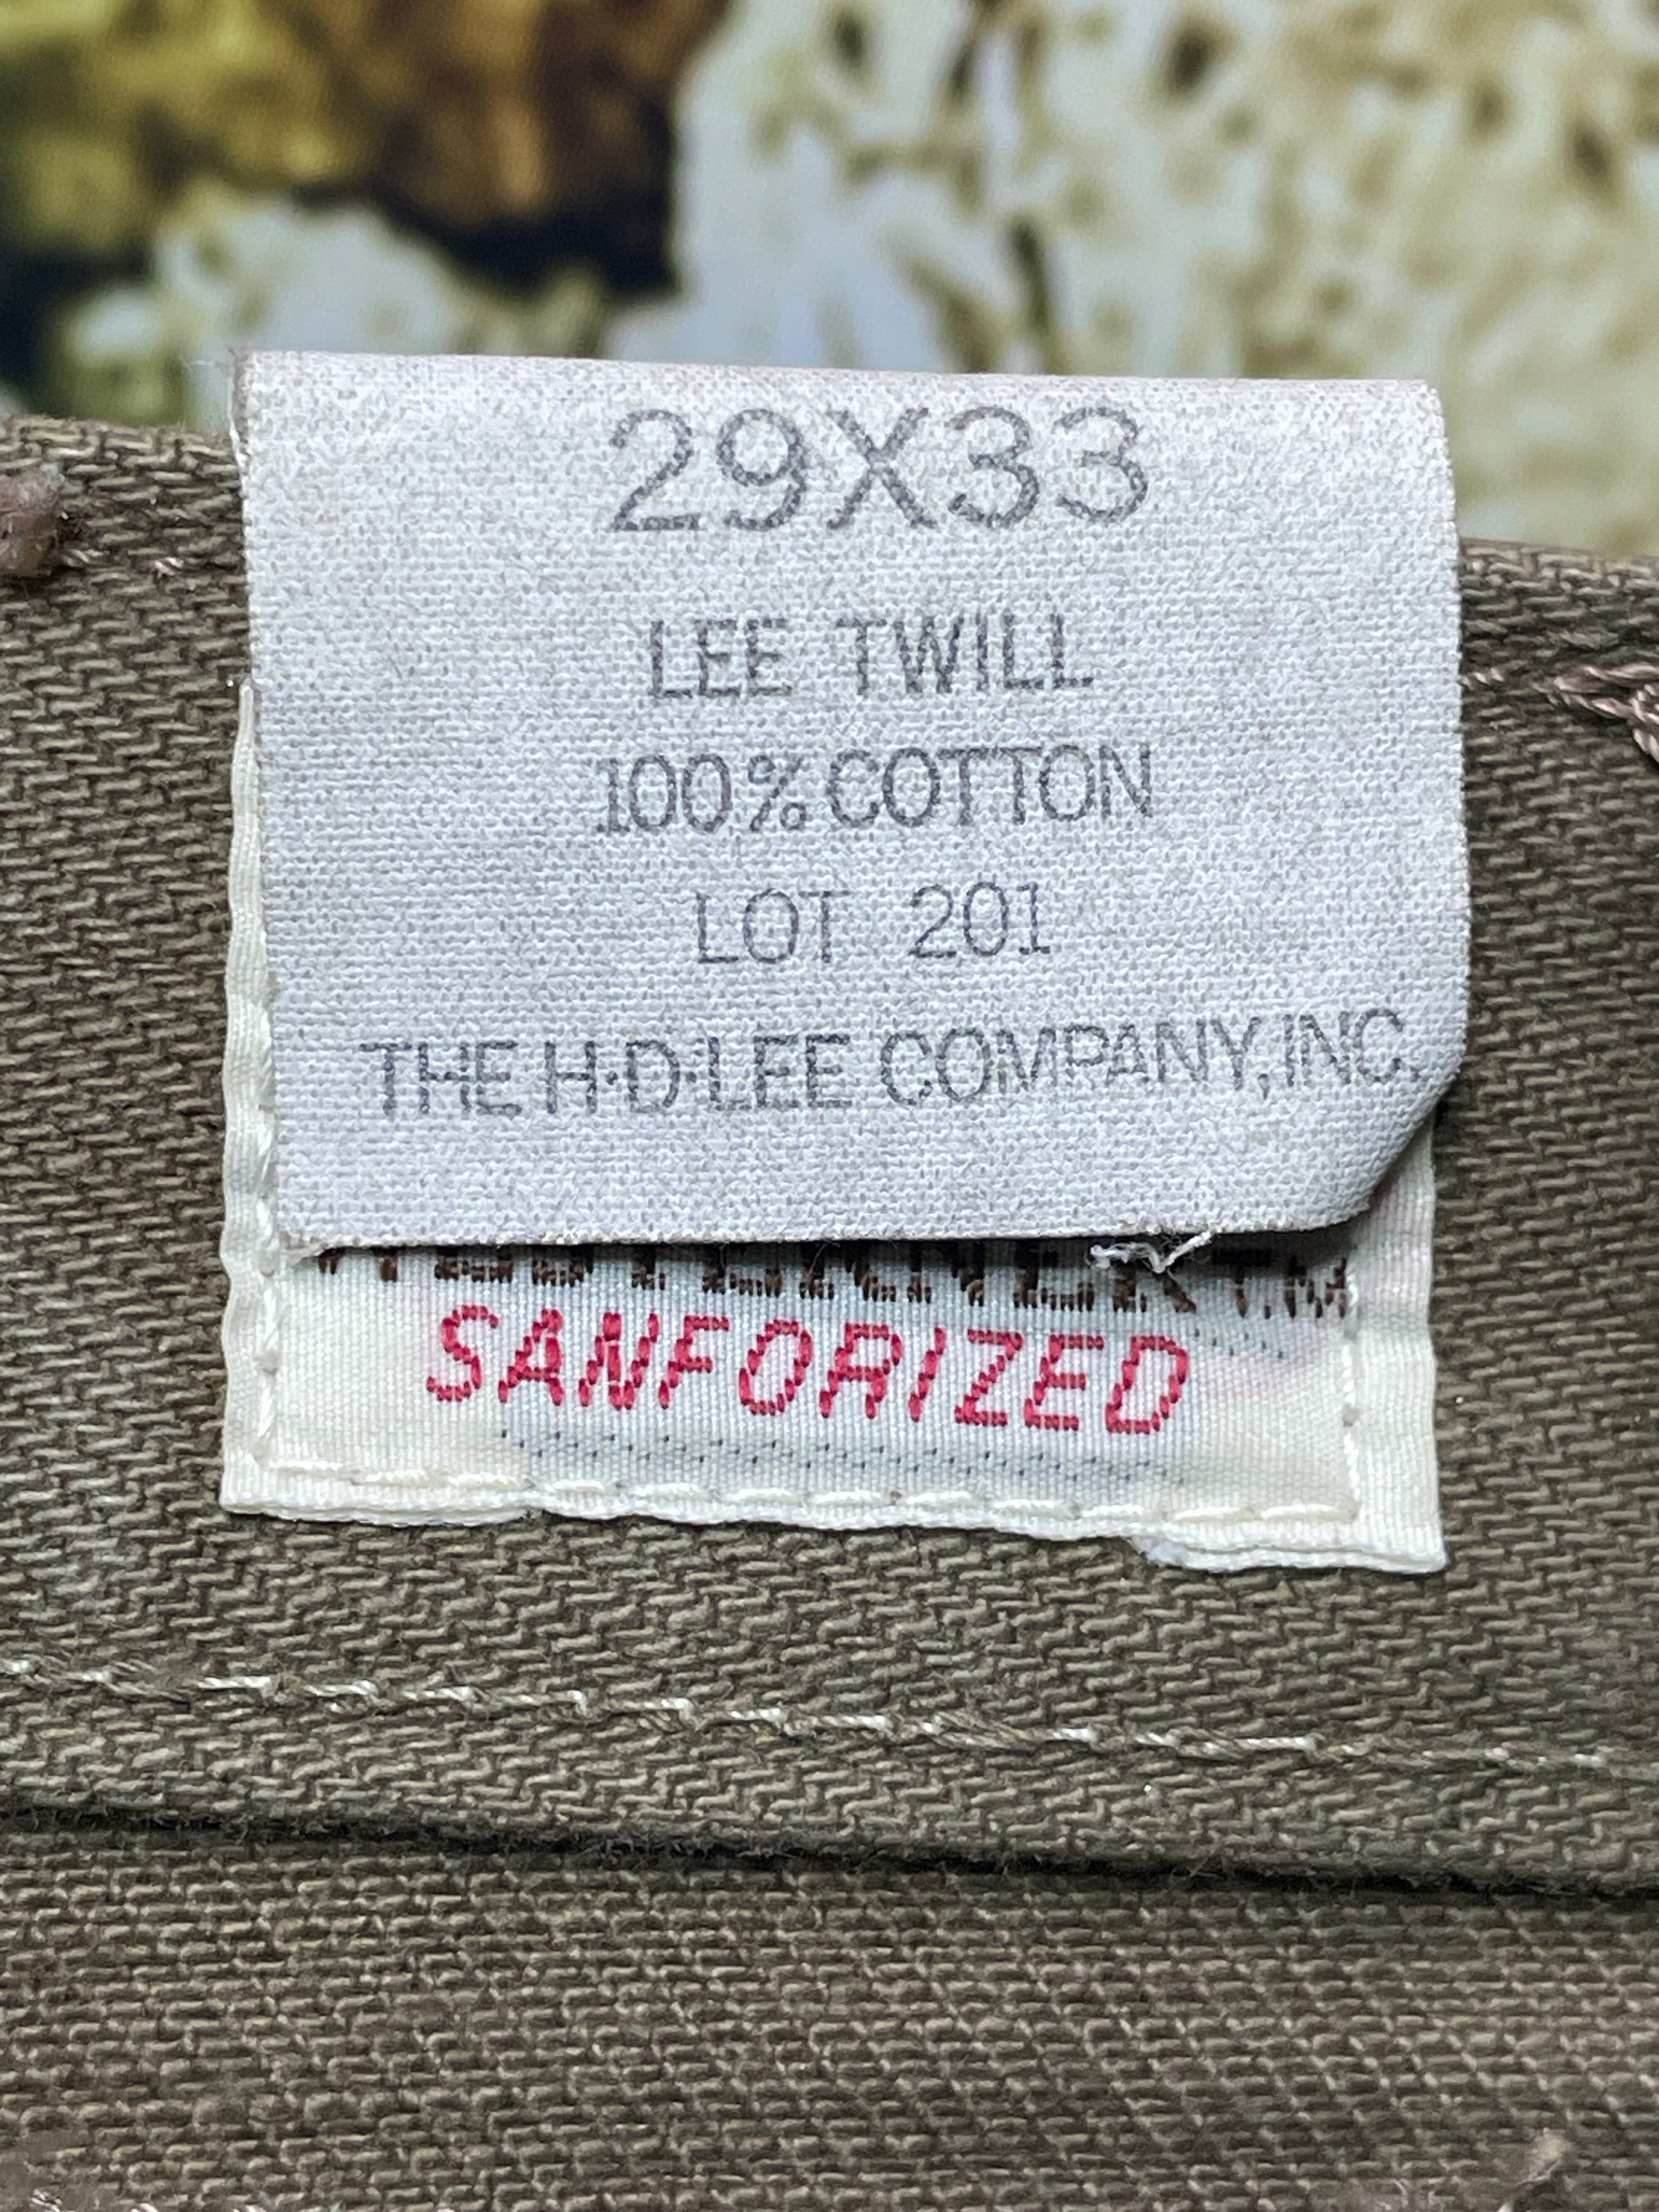 29X33
LEE TWILL
100% COTTON
LOT 201
THE H·D·LEE COMPANY, INC.
SANFORIZED